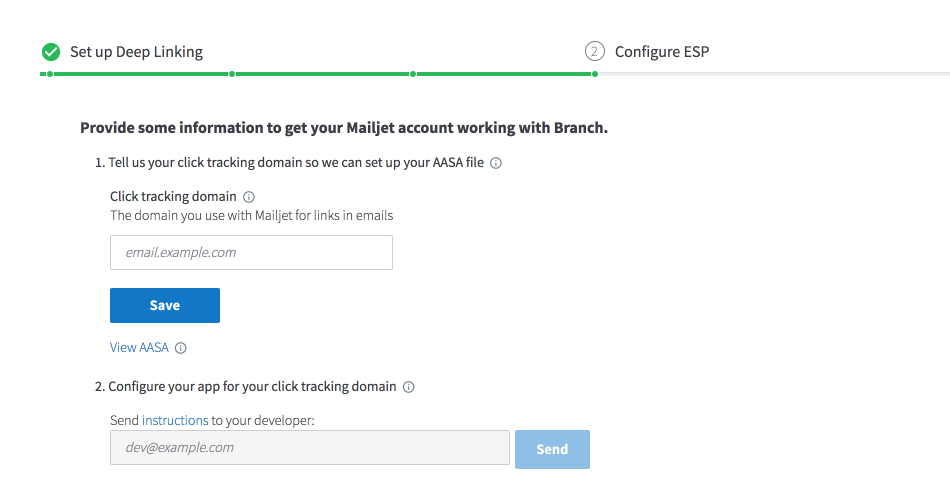 Set up Deep Linking
2 Configure ESP
Provide some information to get your Mailjet account working with Branch.
1. Tell us your click tracking domain so we can set up your AASA file
Click tracking domain
The domain you use with Mailjet for links in emails
email.example.com
Save
View AASA
2. Configure your app for your click tracking domain
Send instructions to your developer:
dev@example.com
Send